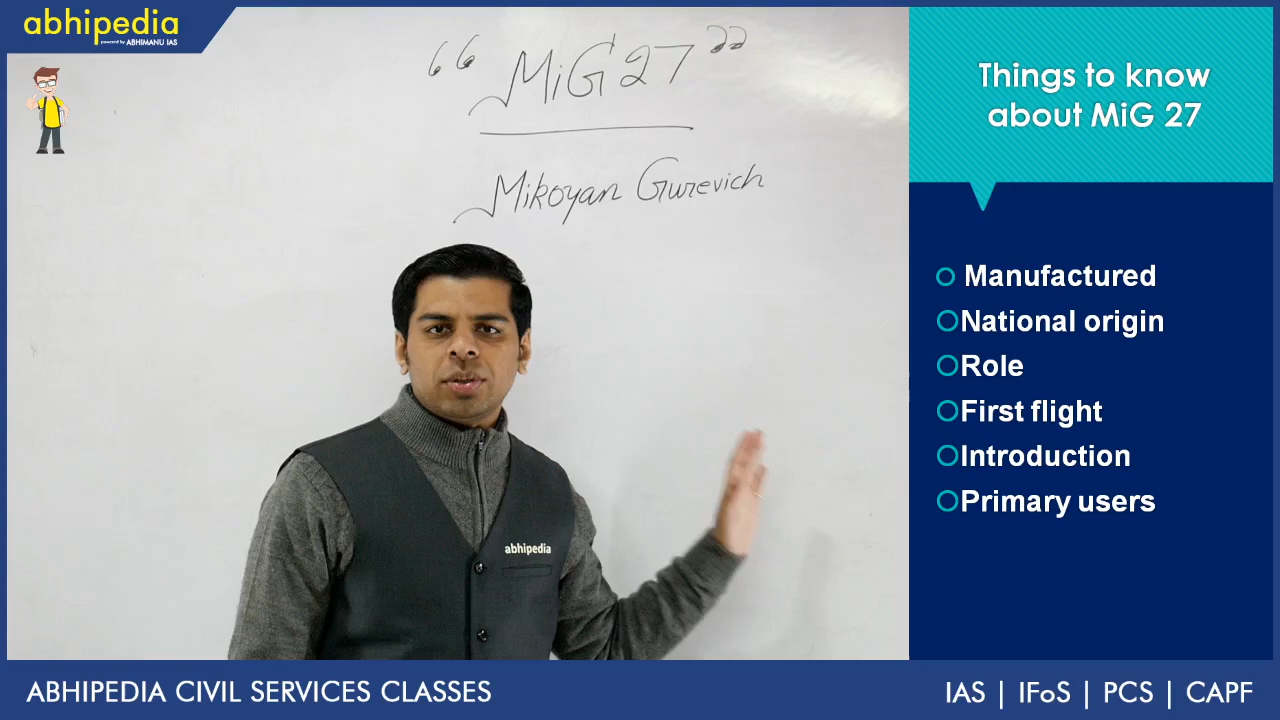 abhipedia
powered by ABHIMANU IAS
“MiG 27”
Mikoyan Gurevich
abhipedia
Things to know
about MiG 27
Manufactured
National origin
Role
First flight
Introduction
Primary users
ABHIPEDIA CIVIL SERVICES CLASSES
IAS | IFoS | PCS | CAPF